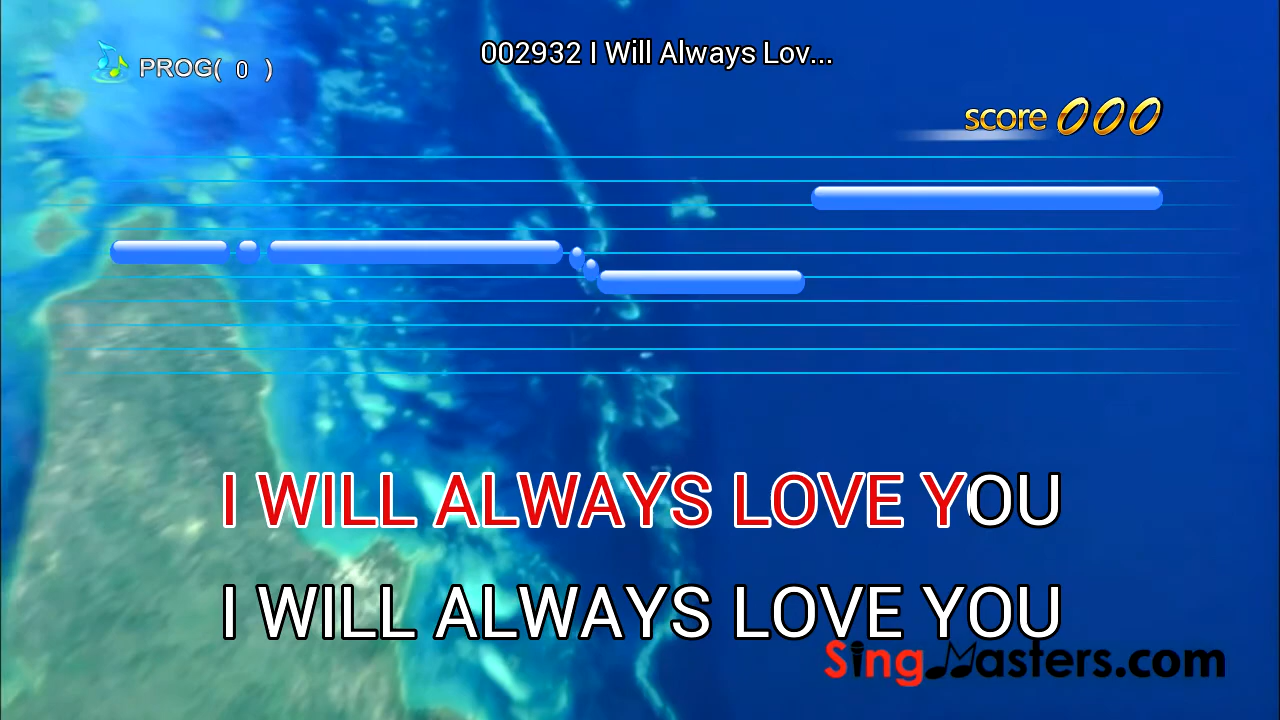 002932 I Will Always Lov...
PROG( 0 )
score 000
I WILL ALWAYS LOVE YOU
I WILL ALWAYS LOVE YOU
SingMasters.com